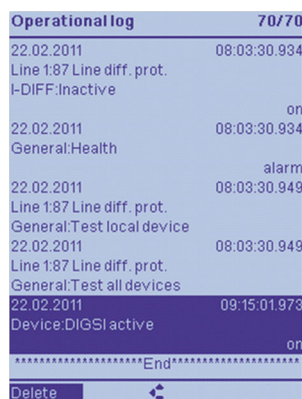 Operational log 70/70
22.02.2011 08:03:30.934
Line 1:87 Line diff. prot.
I-DIFF:Inactive
on
22.02.2011 08:03:30.934
General:Health
alarm
22.02.2011 08:03:30.949
Line 1:87 Line diff. prot.
General:Test local device
22.02.2011 08:03:30.949
Line 1:87 Line diff. prot.
General:Test all devices
22.02.2011 09:15:01.973
Device:DIGSI active
on
*********************End*********************
Delete